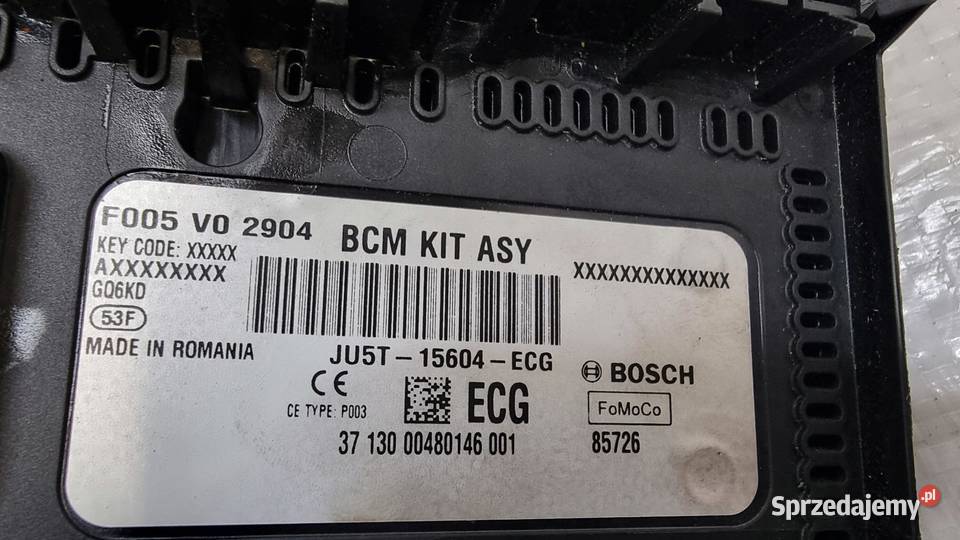 F005 V0 2904 BCM KIT ASY
KEY CODE: XXXXX
AXXXXXXXX
XXXXXXXXXXXXXX
GQ6KD
53F
MADE IN ROMANIA
JU5T-15604-ECG
CE
BOSCH
CE TYPE: P003
ECG
FoMoCo
37 130 00480146 001
85726
Sprzedajemy.pl